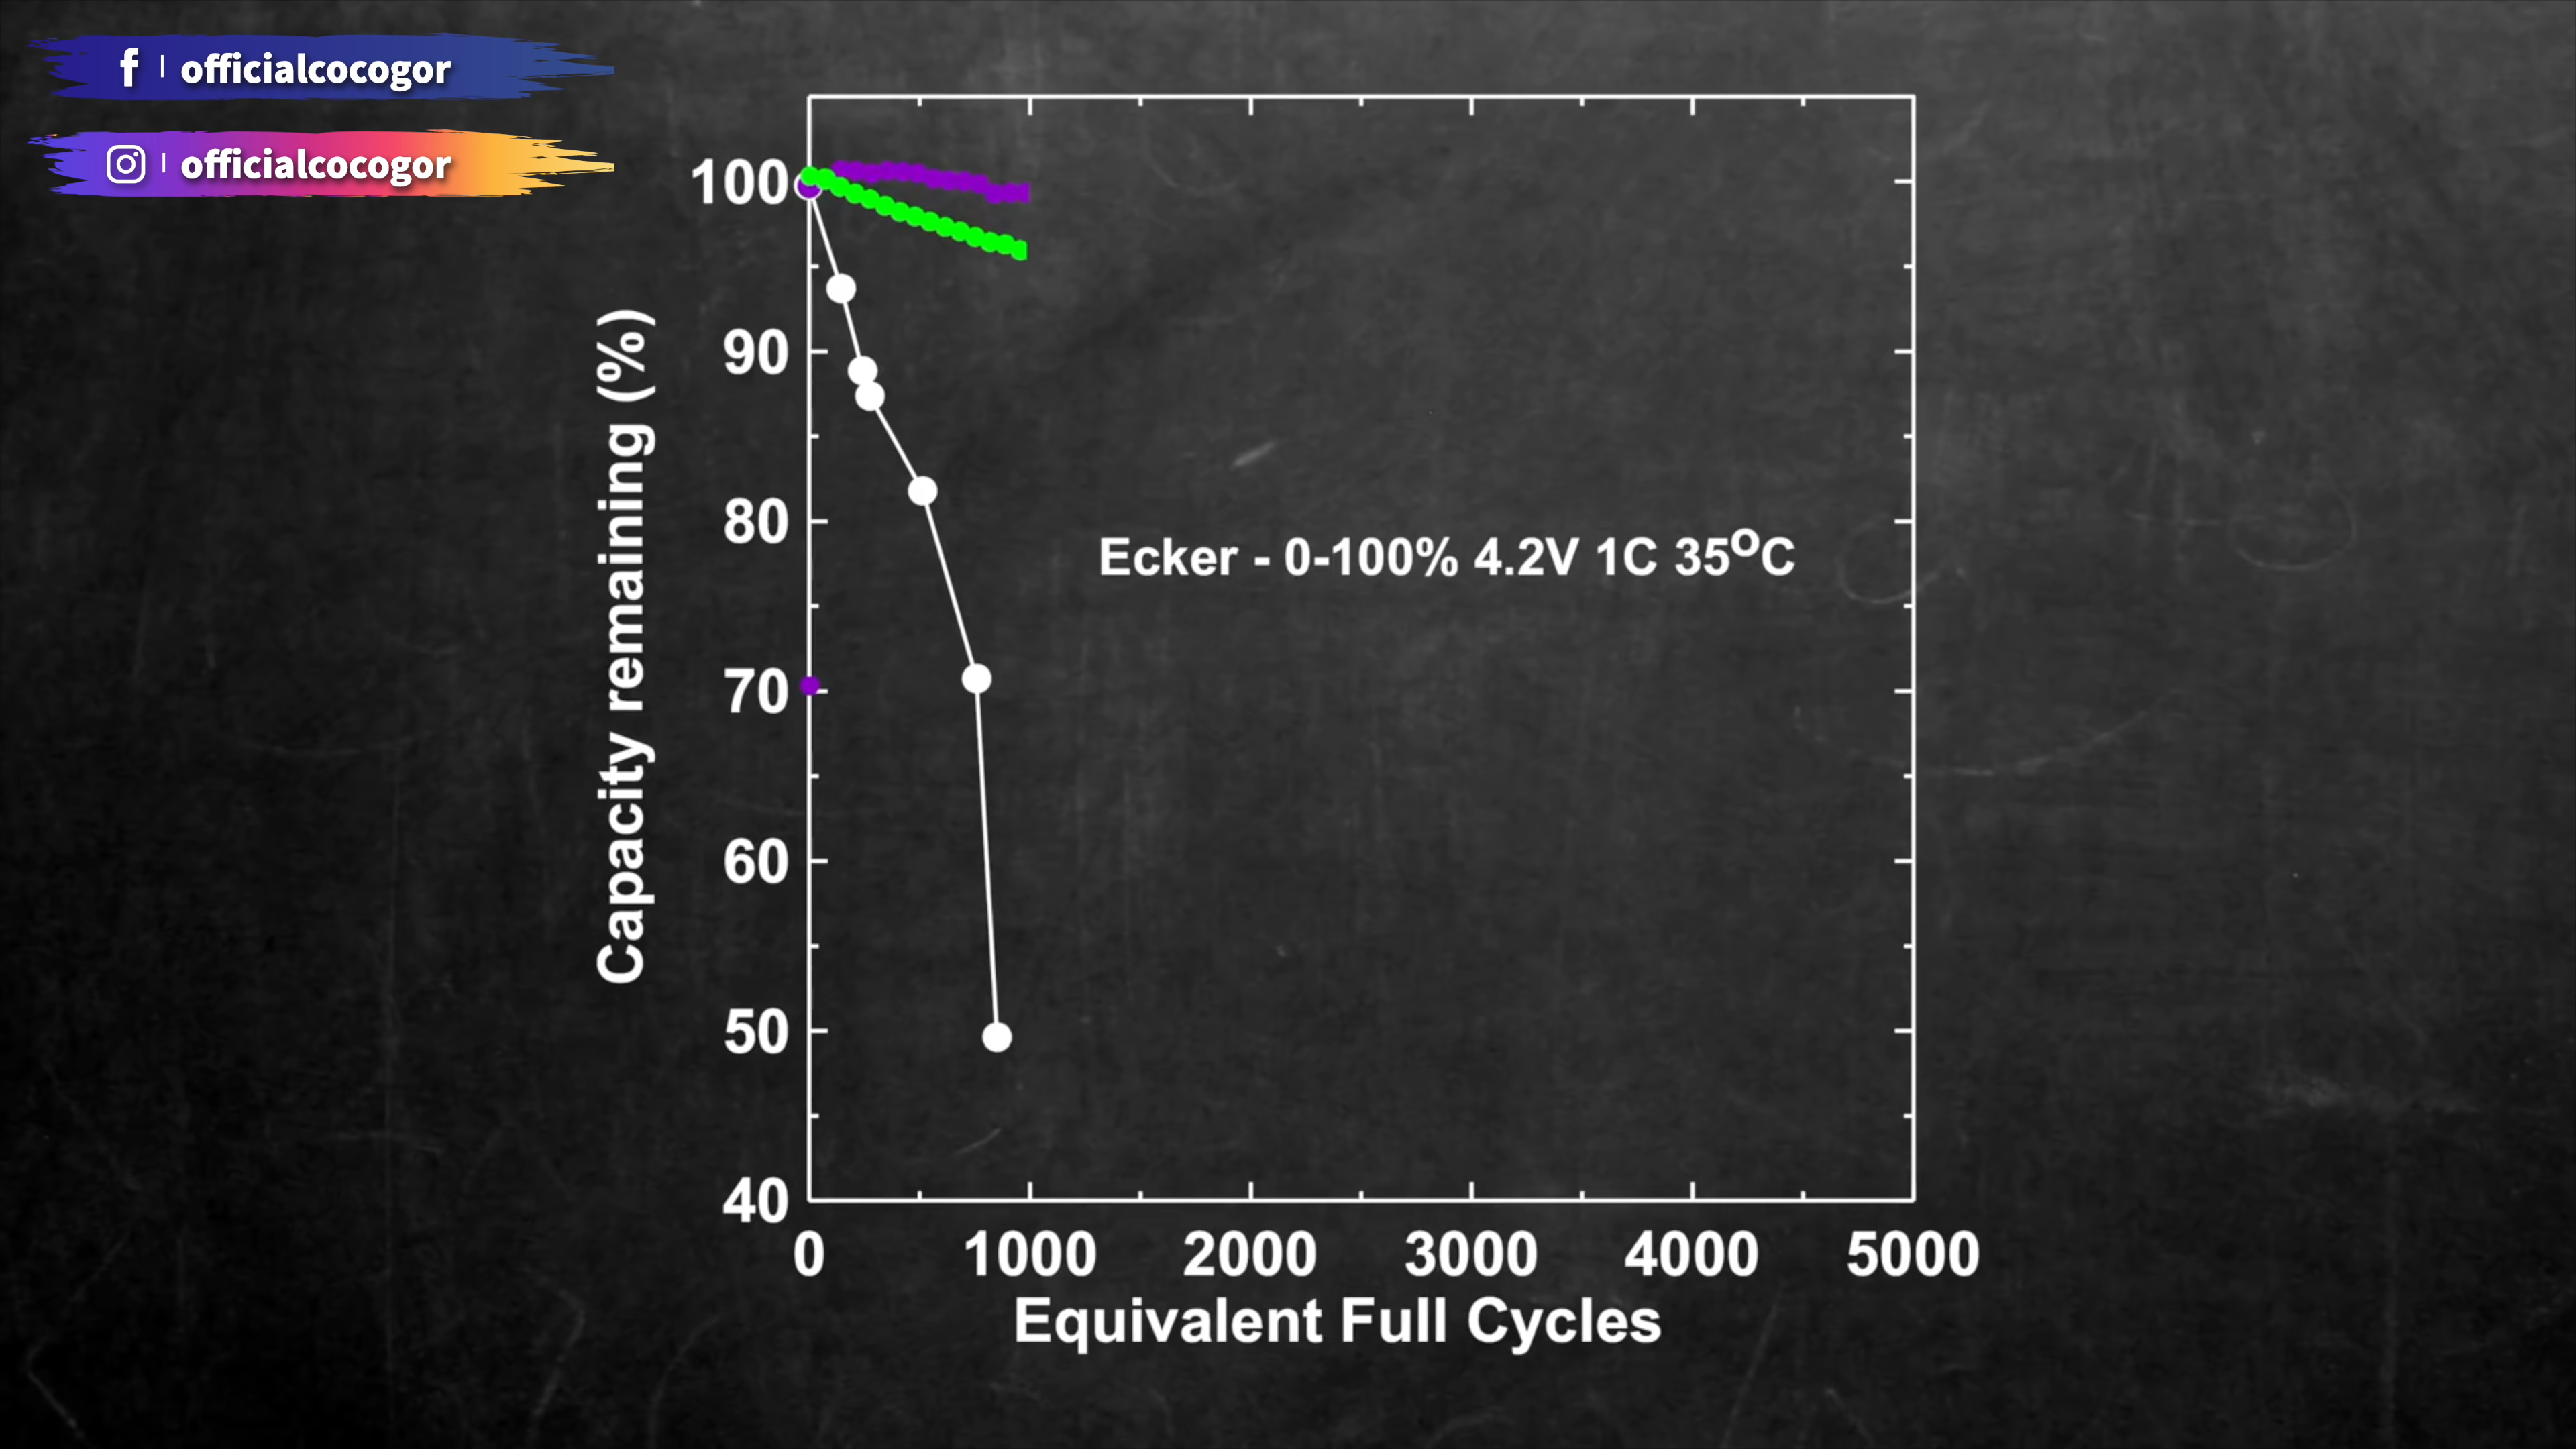 f | officialcocogor
| officialcocogor
100
90
80
70
60
50
40
Capacity remaining (%)
Ecker - 0-100% 4.2V 1C 35°C
0 1000 2000 3000 4000 5000
Equivalent Full Cycles